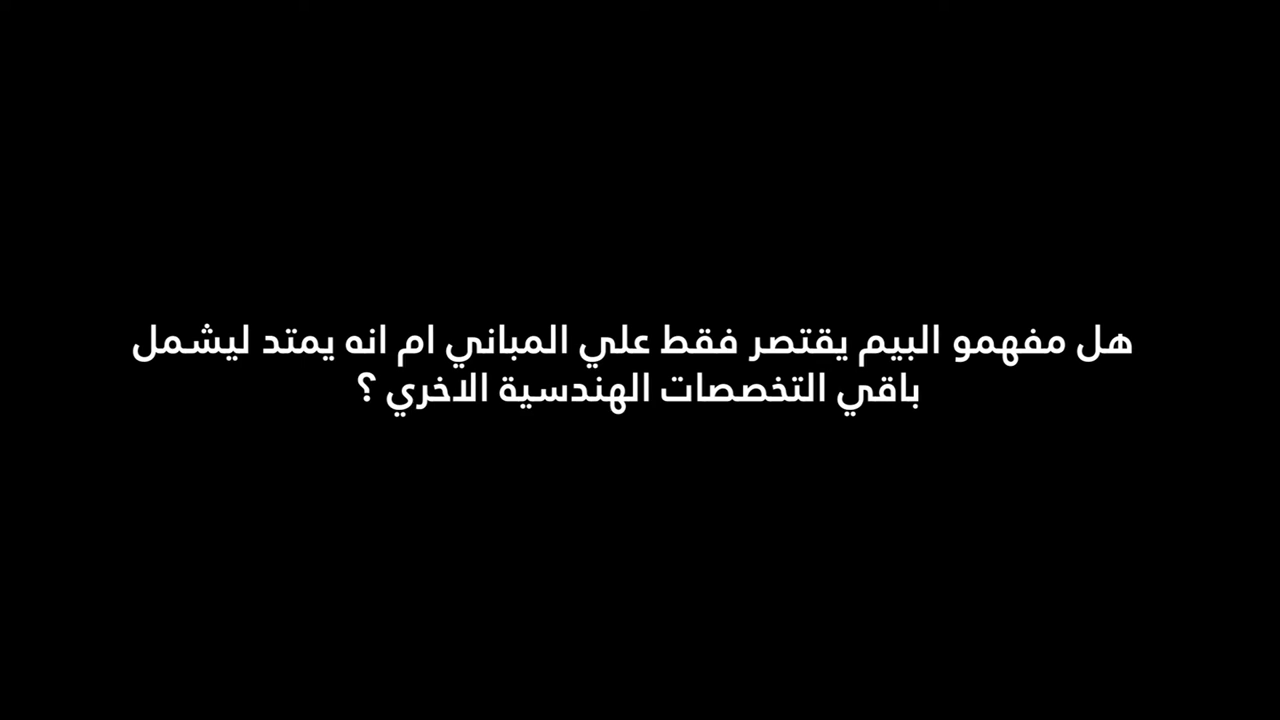 هل مفهمو البيم يقتصر فقط علي المباني ام انه يمتد ليشمل
باقي التخصصات الهندسية الاخري ؟